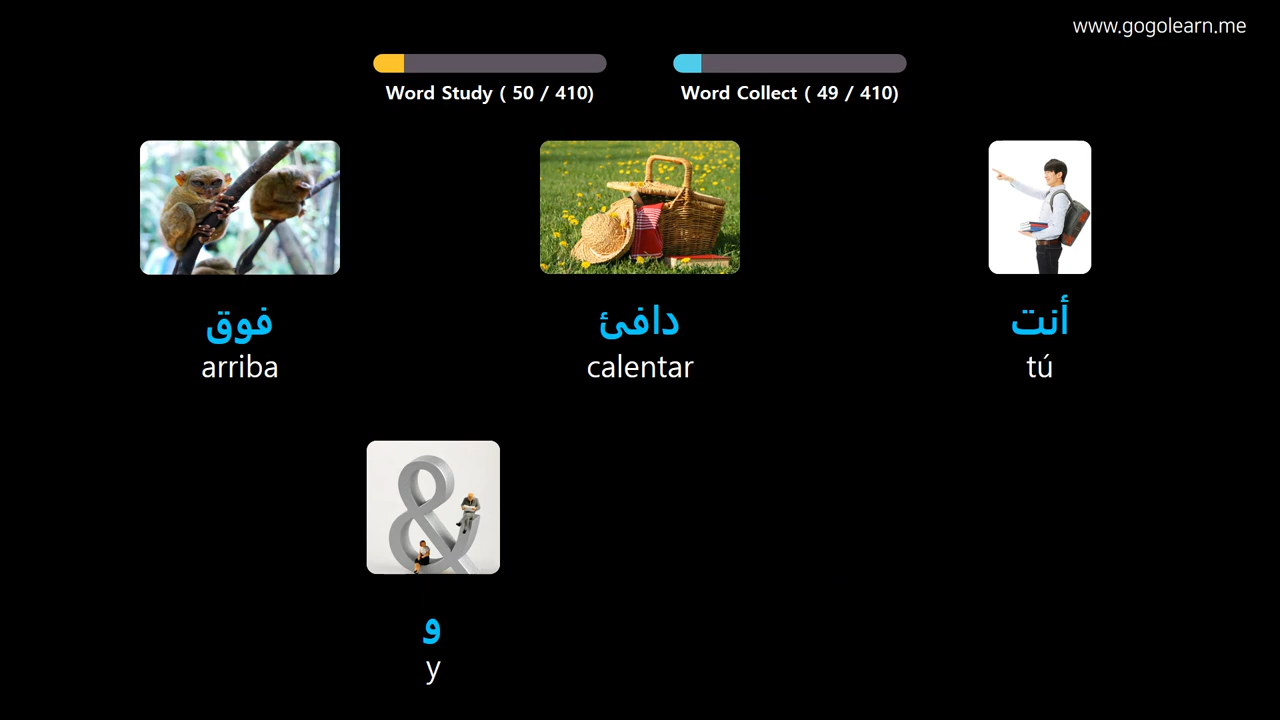 www.gogolearn.me
Word Study ( 50 / 410)
Word Collect ( 49 / 410)
فوق
arriba
دافئ
calentar
أنت
tú
و
y